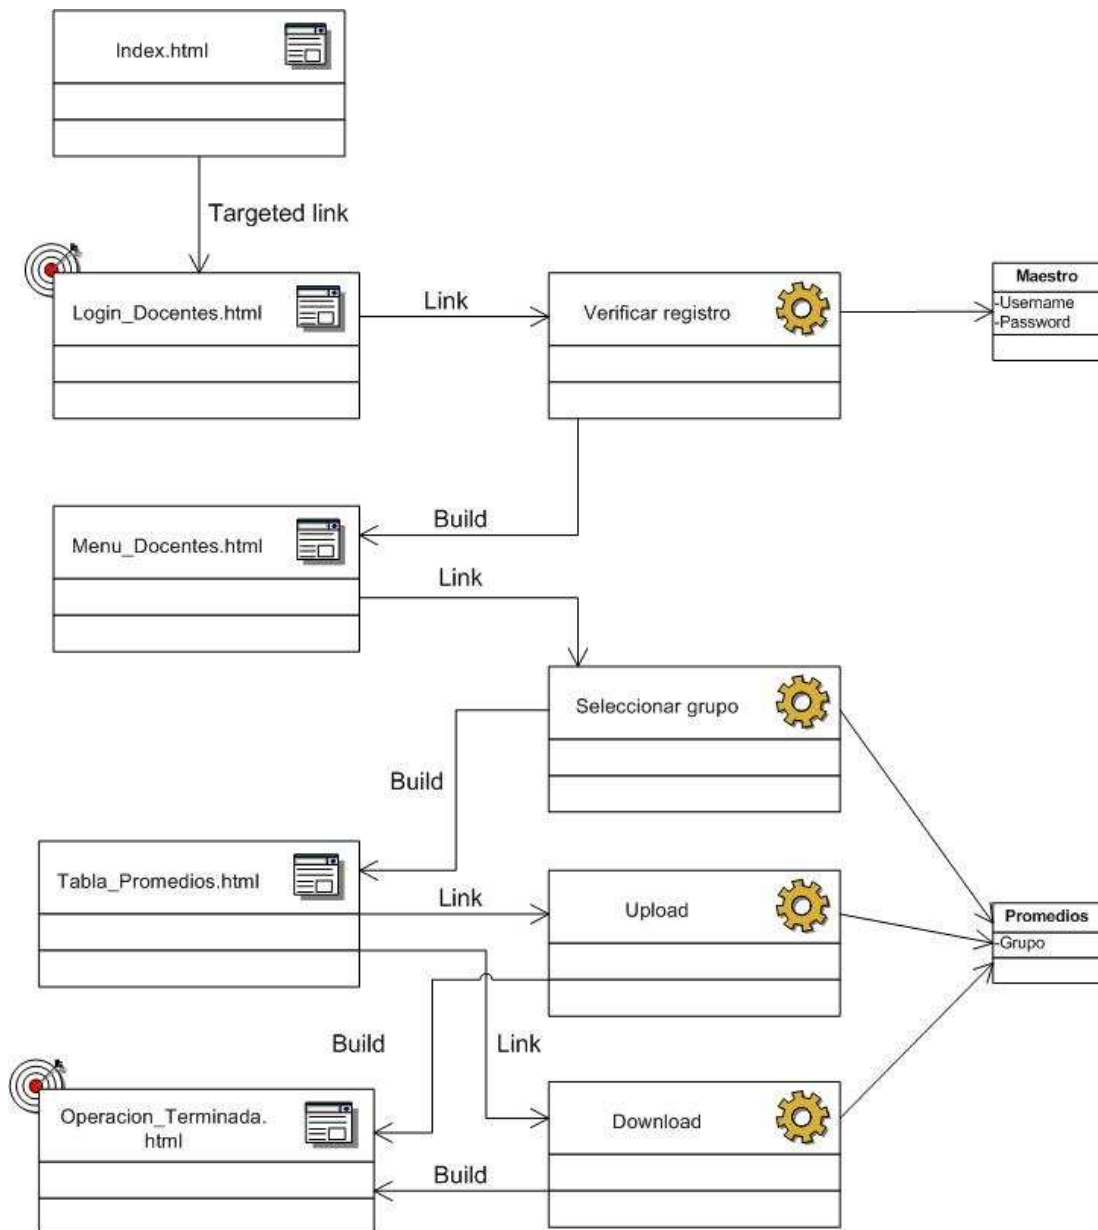 Index.html
Targeted link
Login_Docentes.html
Link
Verificar registro
Maestro
-Username
-Password
Build
Menu_Docentes.html
Link
Seleccionar grupo
Build
Tabla_Promedios.html
Link
Upload
Promedios
-Grupo
Build
Link
Operacion_Terminada.
html
Download
Build